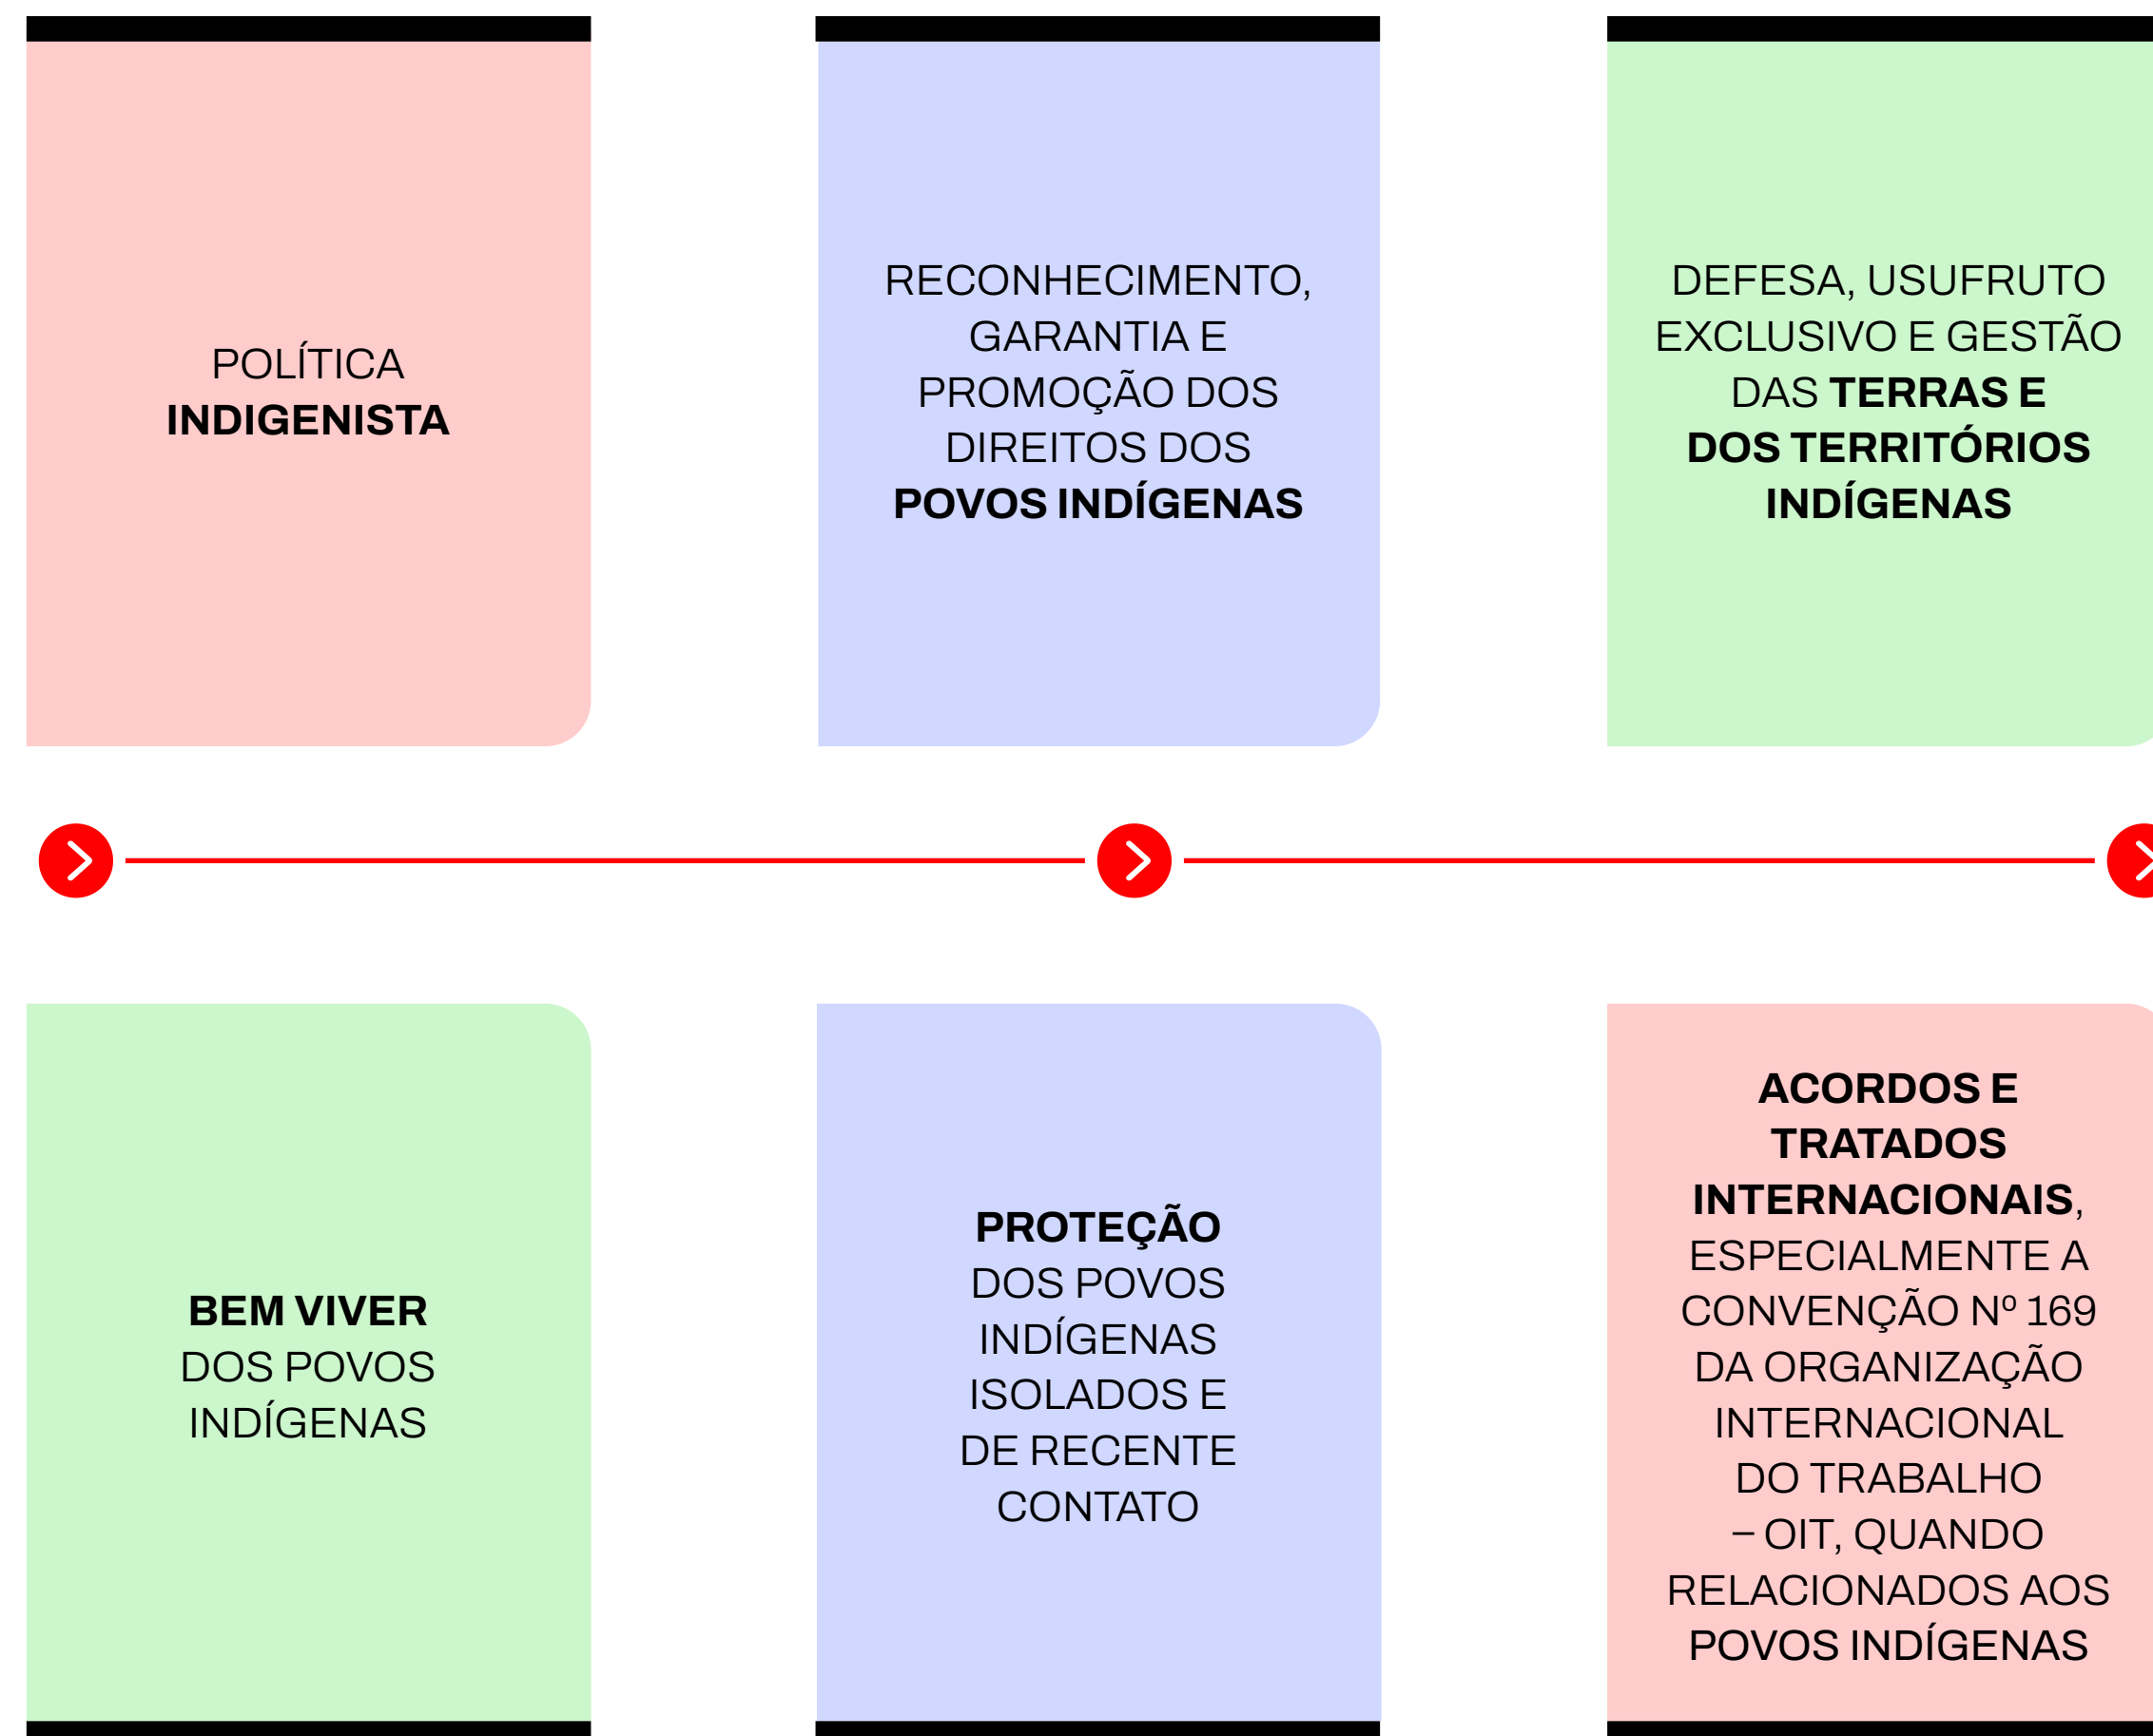 POLÍTICA
INDIGENISTA
RECONHECIMENTO,
GARANTIA E
PROMOÇÃO DOS
DIREITOS DOS
POVOS INDÍGENAS
DEFESA, USUFRUTO
EXCLUSIVO E GESTÃO
DAS TERRAS E
DOS TERRITÓRIOS
INDÍGENAS
BEM VIVER
DOS POVOS
INDÍGENAS
PROTEÇÃO
DOS POVOS
INDÍGENAS
ISOLADOS E
DE RECENTE
CONTATO
ACORDOS E
TRATADOS
INTERNACIONAIS,
ESPECIALMENTE A
CONVENÇÃO Nº 169
DA ORGANIZAÇÃO
INTERNACIONAL
DO TRABALHO
– OIT, QUANDO
RELACIONADOS AOS
POVOS INDÍGENAS